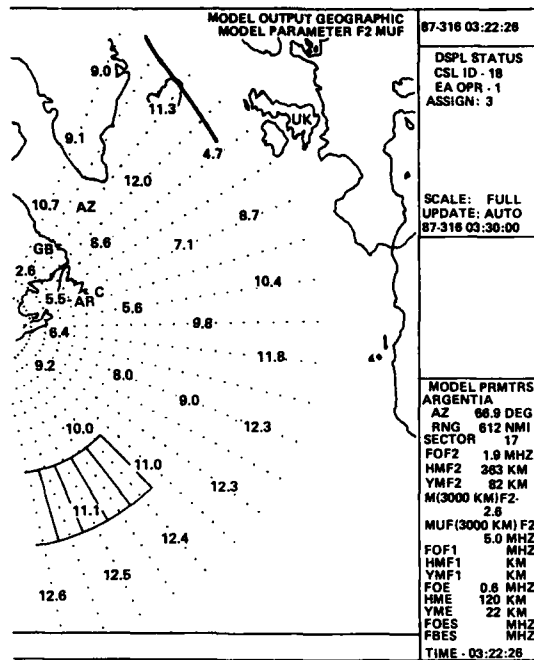 MODEL OUTPUT GEOGRAPHIC
MODEL PARAMETER F2 MUF
9.0
11.3
UK
9.1
4.7
12.0
10.7
AZ
8.7
8.6
7.1
GB
2.6
10.4
5.5
AR
C
5.6
9.8
6.4
11.8
9.2
8.0
9.0
12.3
10.0
11.0
12.3
11.1
12.4
12.5
12.6
87-316 03:22:26
DSPL STATUS
CSL ID - 18
EA OPR - 1
ASSIGN: 3
SCALE: FULL
UPDATE: AUTO
87-316 03:30:00
MODEL PRMTRS
ARGENTIA
AZ 66.9 DEG
RNG 612 NMI
SECTOR 17
FOF2 1.9 MHZ
HMF2 363 KM
YMF2 82 KM
M(3000 KM)F2-
2.6
MUF(3000 KM) F2
5.0 MHZ
FOF1 MHZ
HMF1 KM
YMF1 KM
FOE 0.6 MHZ
HME 120 KM
YME 22 KM
FOES MHZ
FBES MHZ
TIME - 03:22:26